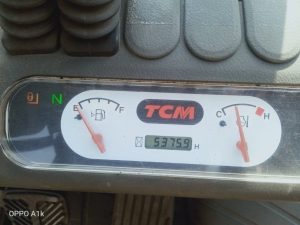 N
E F
TCM
5375.9 H
C H
OPPO A1k